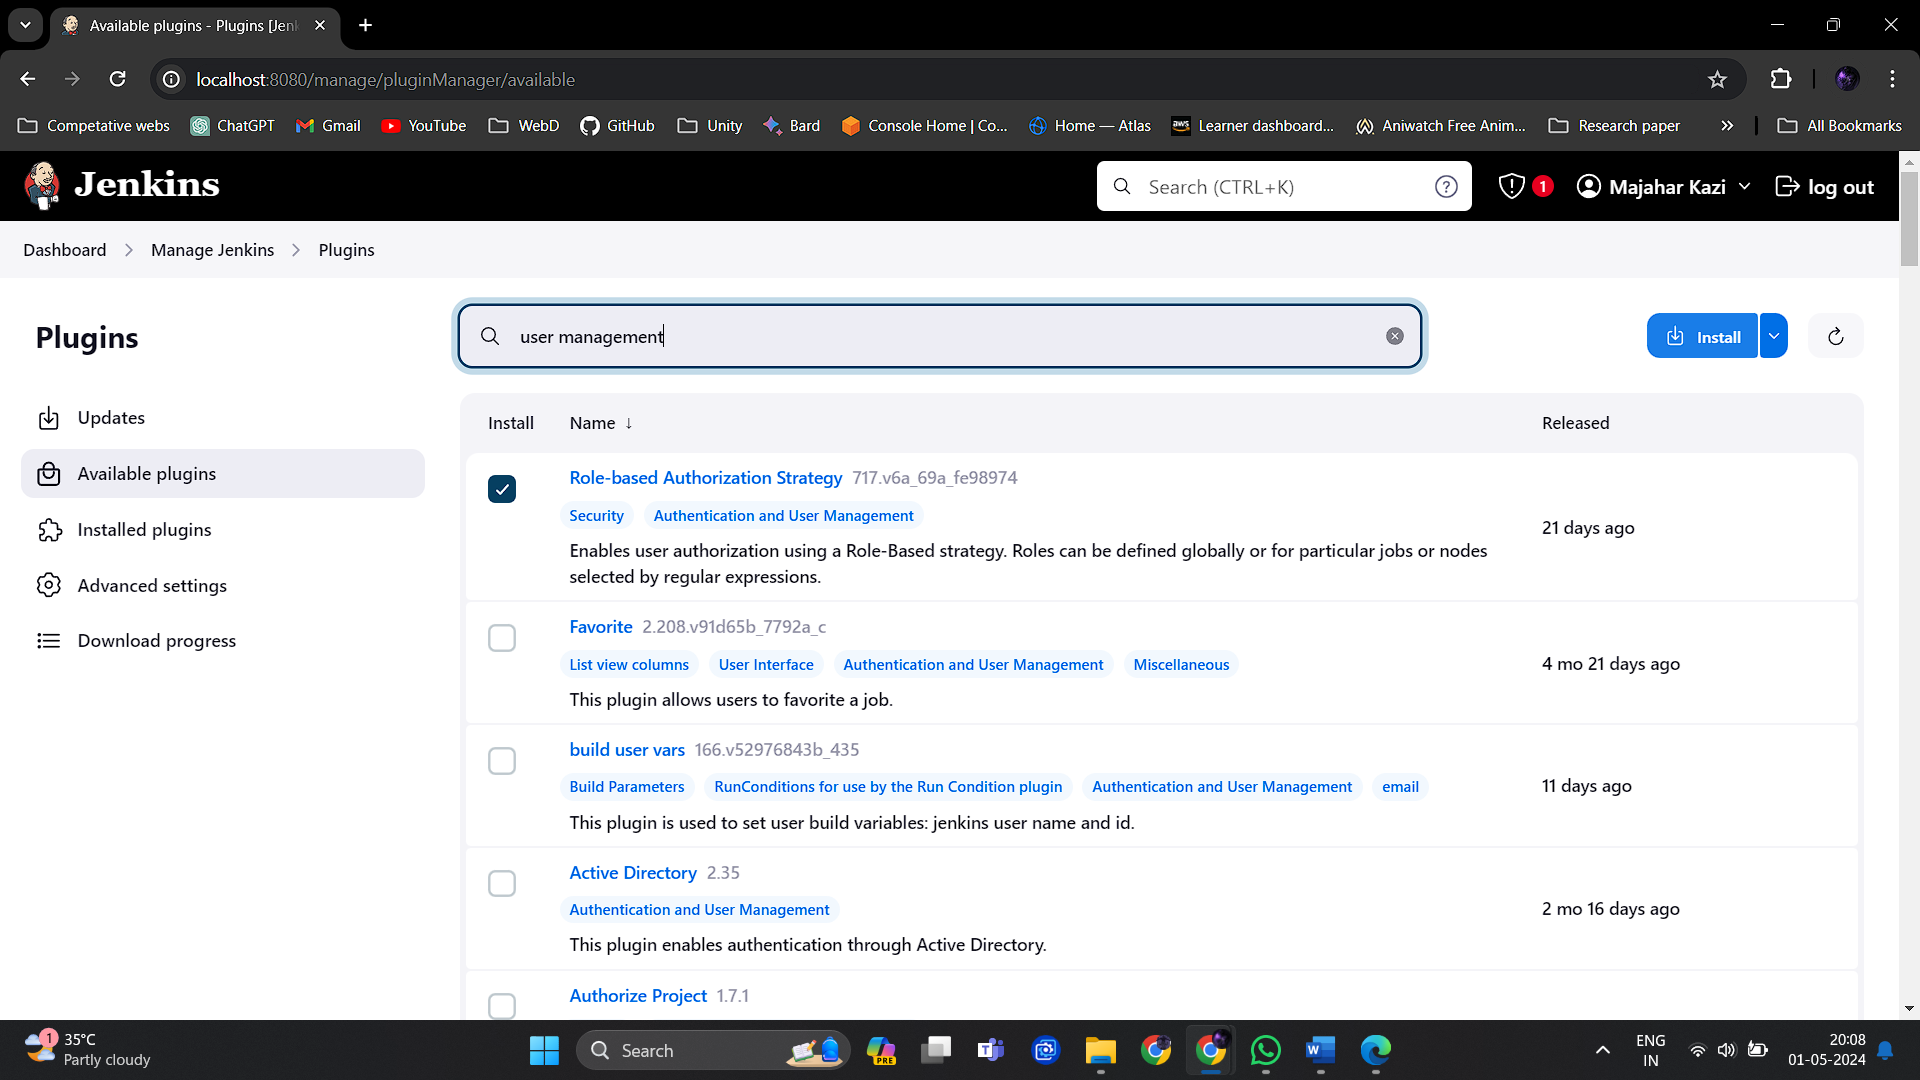 Available plugins - Plugins [Jenk
localhost:8080/manage/pluginManager/available
Competative webs ChatGPT Gmail YouTube WebD GitHub Unity Bard Console Home | Co... Home — Atlas Learner dashboard... Aniwatch Free Anim... Research paper All Bookmarks
Jenkins Search (CTRL+K) 1 Majahar Kazi log out
Dashboard Manage Jenkins Plugins
Plugins
user management
Install
Updates
Available plugins
Installed plugins
Advanced settings
Download progress
Install Name ↓ Released
Role-based Authorization Strategy 717.v6a_69a_fe98974
Security Authentication and User Management
21 days ago
Enables user authorization using a Role-Based strategy. Roles can be defined globally or for particular jobs or nodes
selected by regular expressions.
Favorite 2.208.v91d65b_7792a_c
List view columns User Interface Authentication and User Management Miscellaneous
4 mo 21 days ago
This plugin allows users to favorite a job.
build user vars 166.v52976843b_435
Build Parameters RunConditions for use by the Run Condition plugin Authentication and User Management email
11 days ago
This plugin is used to set user build variables: jenkins user name and id.
Active Directory 2.35
Authentication and User Management
2 mo 16 days ago
This plugin enables authentication through Active Directory.
Authorize Project 1.7.1
1
35°C
Partly cloudy
Search
PRE
ENG
IN
20:08
01-05-2024